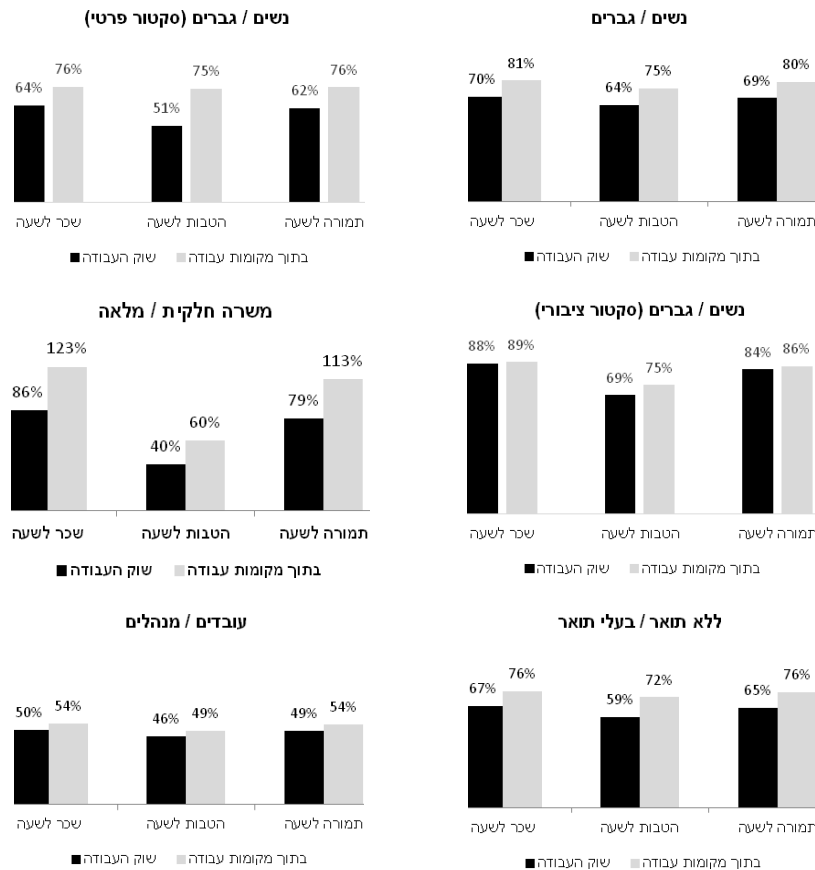 נשים / גברים
81% 80%
70% 75% 69%
64%
שכר לשעה הטבות לשעה תמורה לשעה
שוק העבודה בתוך מקומות עבודה
נשים / גברים (סקטור פרטי)
76% 75% 76%
64% 62%
51%
שכר לשעה הטבות לשעה תמורה לשעה
שוק העבודה בתוך מקומות עבודה
נשים / גברים (סקטור ציבורי)
88% 89% 84% 86%
69% 75%
שכר לשעה הטבות לשעה תמורה לשעה
שוק העבודה בתוך מקומות עבודה
משרה חלקית / מלאה
123% 113%
86% 79%
40% 60%
שכר לשעה הטבות לשעה תמורה לשעה
שוק העבודה בתוך מקומות עבודה
ללא תואר / בעלי תואר
67% 76% 72% 65% 76%
59%
שכר לשעה הטבות לשעה תמורה לשעה
שוק העבודה בתוך מקומות עבודה
עובדים / מנהלים
50% 54% 46% 49% 49% 54%
שכר לשעה הטבות לשעה תמורה לשעה
שוק העבודה בתוך מקומות עבודה